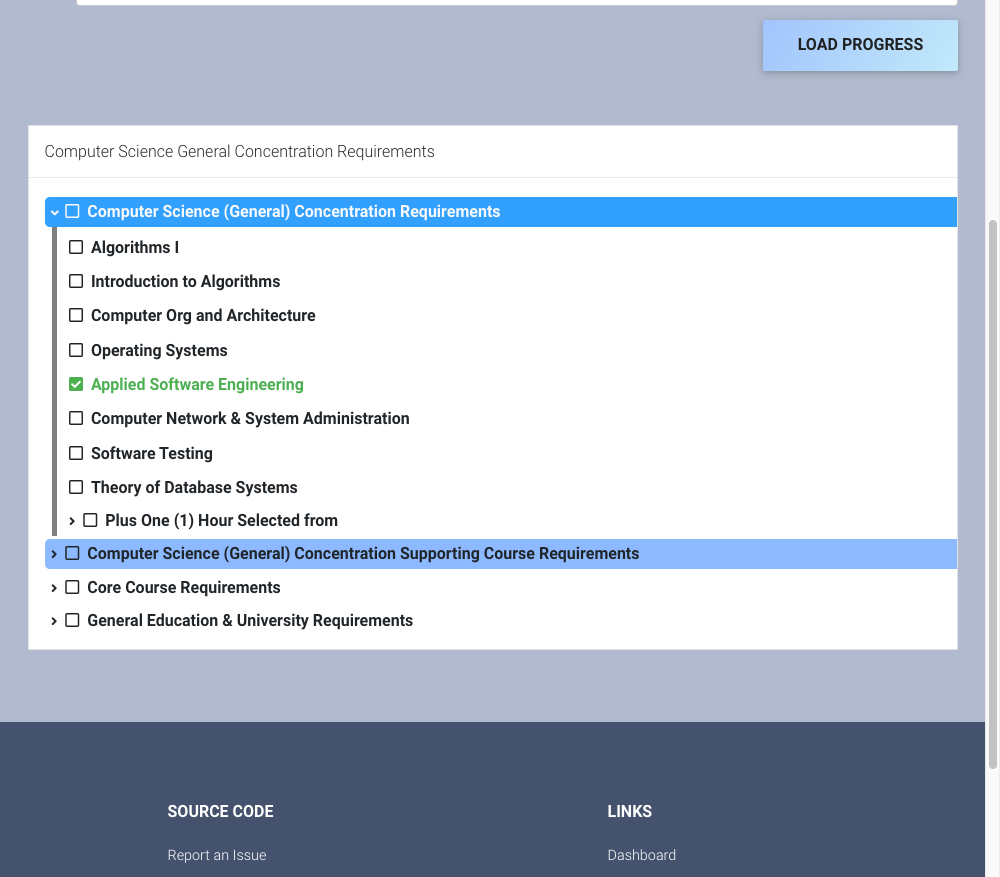 LOAD PROGRESS
Computer Science General Concentration Requirements
Computer Science (General) Concentration Requirements
Algorithms I
Introduction to Algorithms
Computer Org and Architecture
Operating Systems
Applied Software Engineering
Computer Network & System Administration
Software Testing
Theory of Database Systems
Plus One (1) Hour Selected from
Computer Science (General) Concentration Supporting Course Requirements
Core Course Requirements
General Education & University Requirements
SOURCE CODE
LINKS
Report an Issue
Dashboard